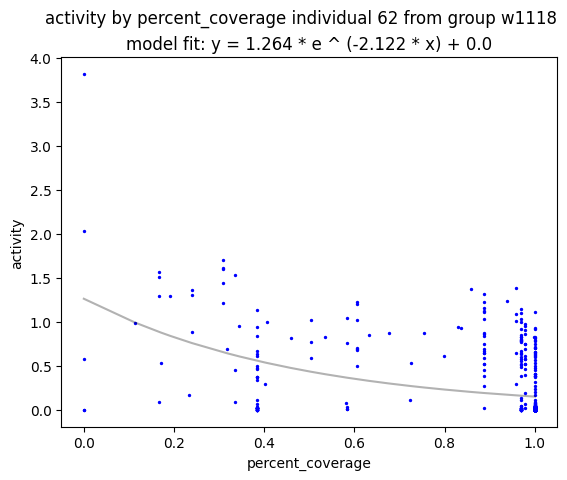 activity by percent_coverage individual 62 from group w1118
model fit: y = 1.264 * e ^ (-2.122 * x) + 0.0
4.0
3.5
3.0
2.5
2.0
1.5
1.0
0.5
0.0
activity
0.0 0.2 0.4 0.6 0.8 1.0
percent_coverage